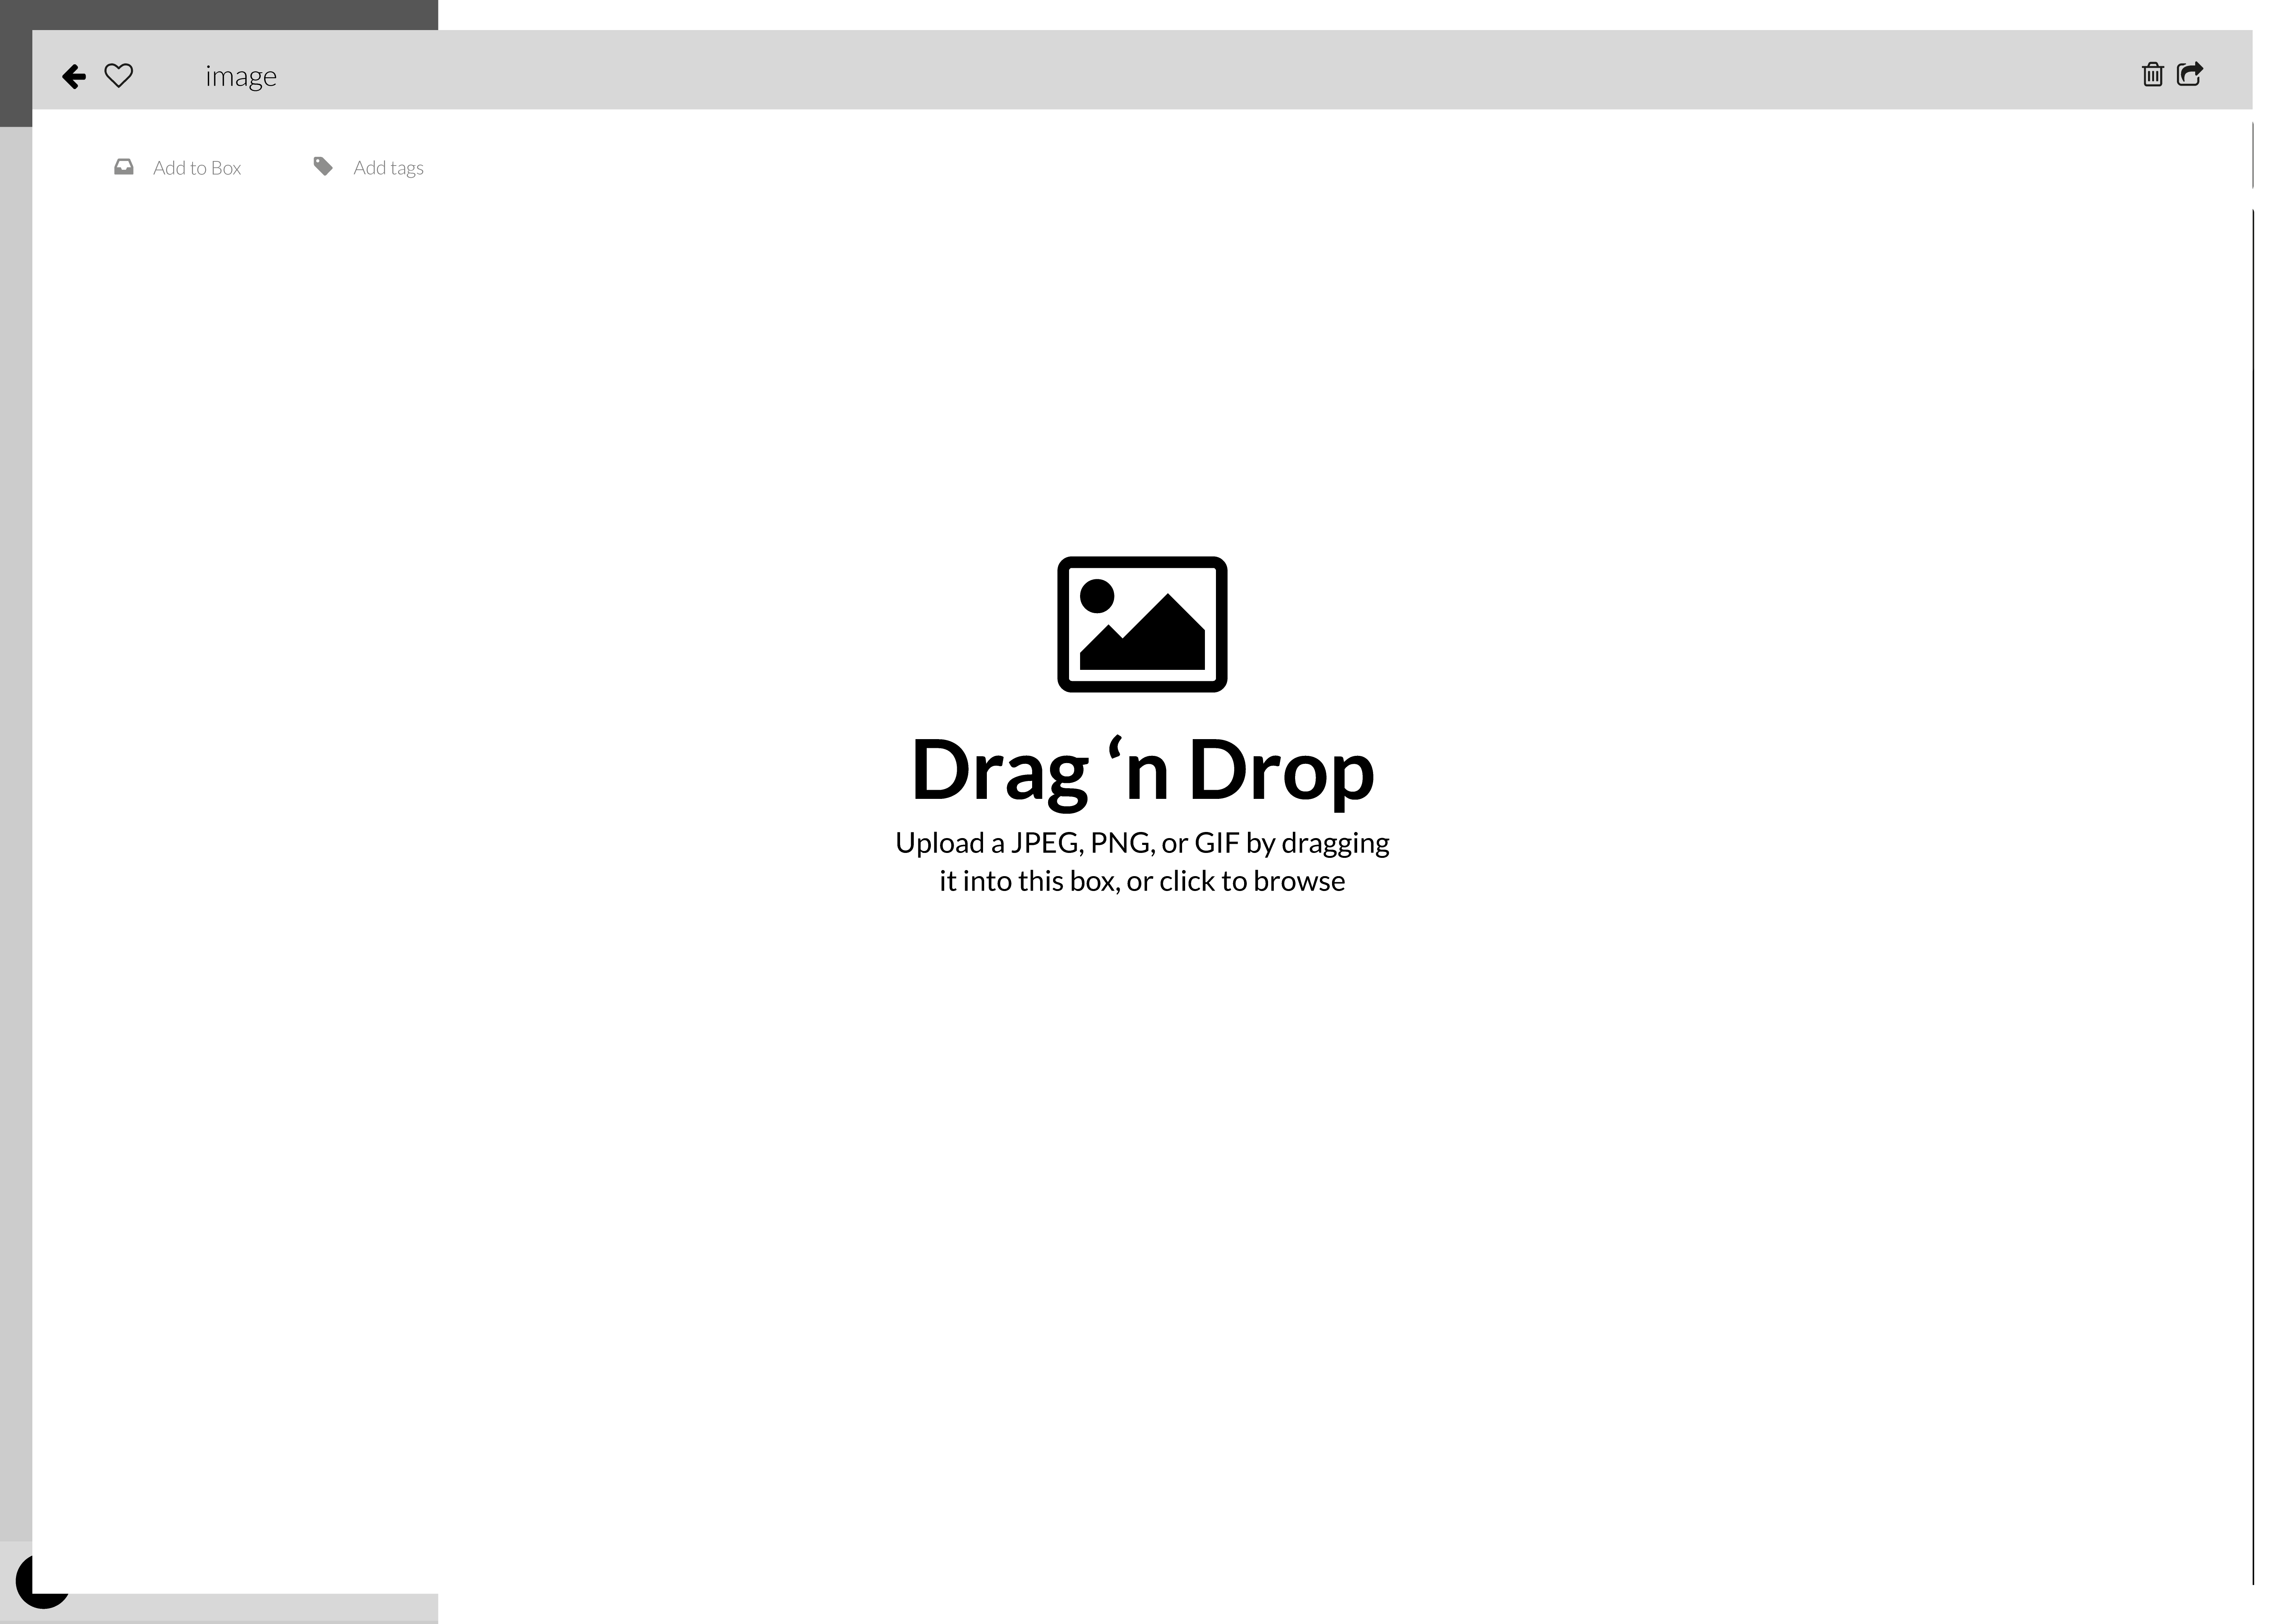 image
Add to Box
Add tags
Drag ‘n Drop
Upload a JPEG, PNG, or GIF by dragging
it into this box, or click to browse